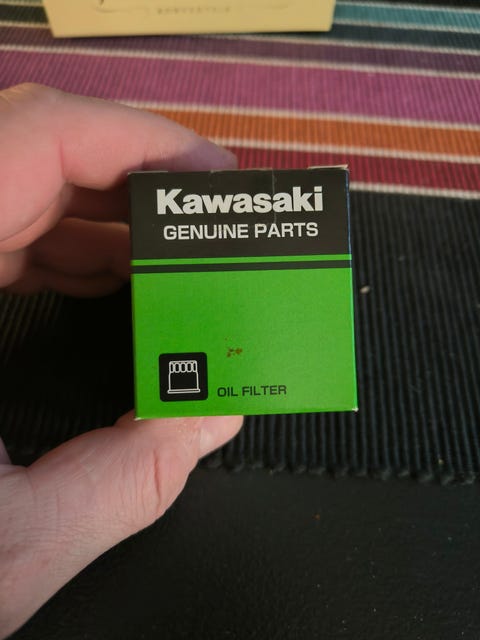 Kawasaki
GENUINE PARTS
OIL FILTER